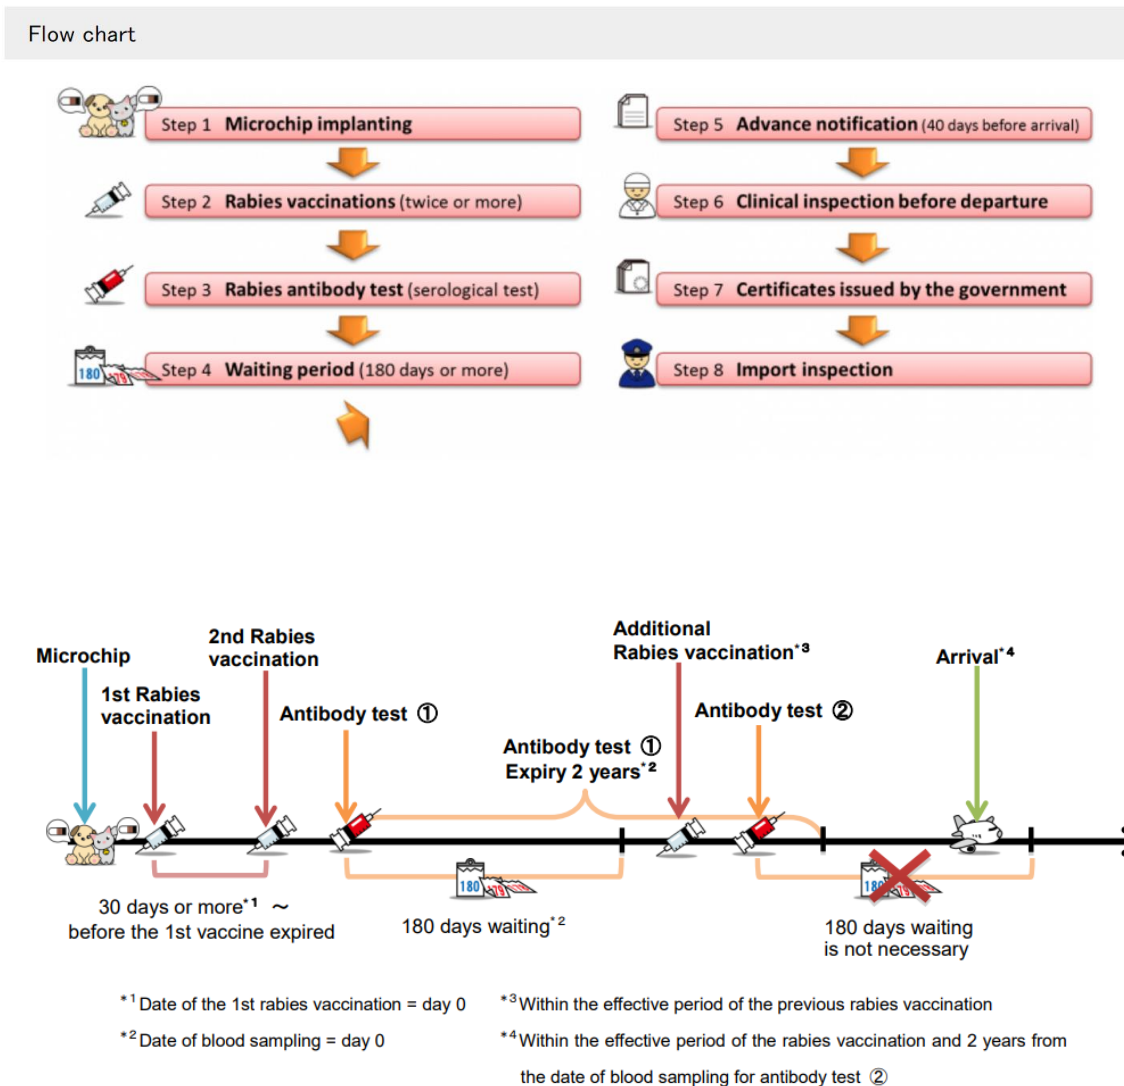 Flow chart
Step 1 Microchip implanting
Step 2 Rabies vaccinations (twice or more)
Step 3 Rabies antibody test (serological test)
180 179
Step 4 Waiting period (180 days or more)
Step 5 Advance notification (40 days before arrival)
Step 6 Clinical inspection before departure
Step 7 Certificates issued by the government
Step 8 Import inspection
Microchip
1st Rabies
vaccination
2nd Rabies
vaccination
Antibody test ①
Antibody test ①
Expiry 2 years*2
Additional
Rabies vaccination*3
Antibody test ②
Arrival*4
30 days or more*1 ～
before the 1st vaccine expired
180 179
180 days waiting*2
180 179
180 days waiting
is not necessary
*1 Date of the 1st rabies vaccination = day 0
*2 Date of blood sampling = day 0
*3 Within the effective period of the previous rabies vaccination
*4 Within the effective period of the rabies vaccination and 2 years from
the date of blood sampling for antibody test ②